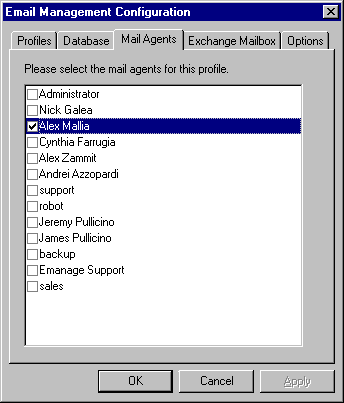 Email Management Configuration
Profiles Database Mail Agents Exchange Mailbox Options
Please select the mail agents for this profile.
Administrator
Nick Galea
Alex Mallia
Cynthia Farrugia
Alex Zammit
Andrei Azzopardi
support
robot
Jeremy Pullicino
James Pullicino
backup
Emanage Support
sales
OK Cancel Apply